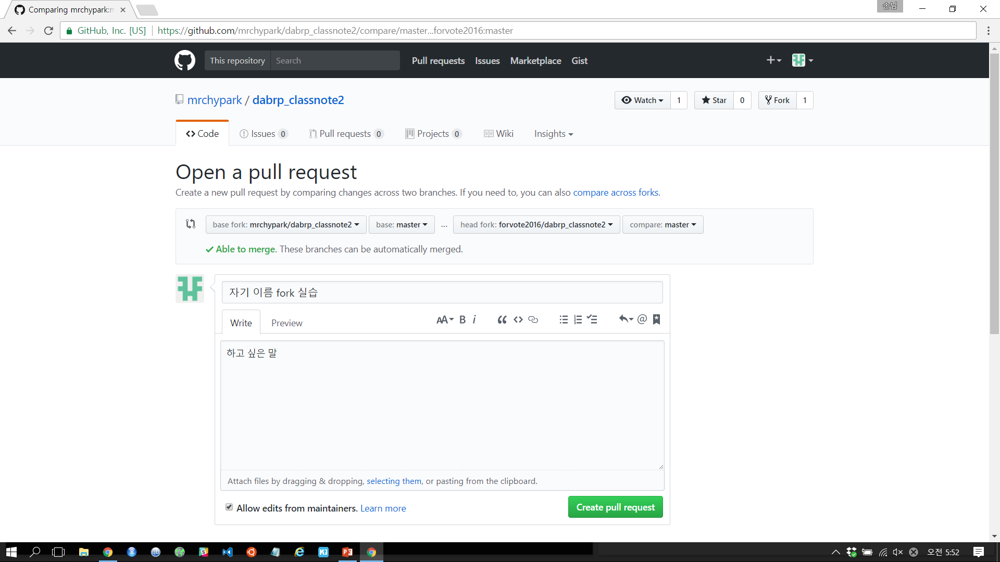 Comparing mrchypark:m
손님
GitHub, Inc. [US] https://github.com/mrchypark/dabrp_classnote2/compare/master...forvote2016:master
This repository Search Pull requests Issues Marketplace Gist
mrchypark / dabrp_classnote2 Watch 1 Star 0 Fork 1
Code Issues 0 Pull requests 0 Projects 0 Wiki Insights
Open a pull request
Create a new pull request by comparing changes across two branches. If you need to, you can also compare across forks.
base fork: mrchypark/dabrp_classnote2 base: master ... head fork: forvote2016/dabrp_classnote2 compare: master
Able to merge. These branches can be automatically merged.
자기 이름 fork 실습
Write Preview AA B i
하고 싶은 말
Attach files by dragging & dropping, selecting them, or pasting from the clipboard.
Allow edits from maintainers. Learn more Create pull request
오전 5:52